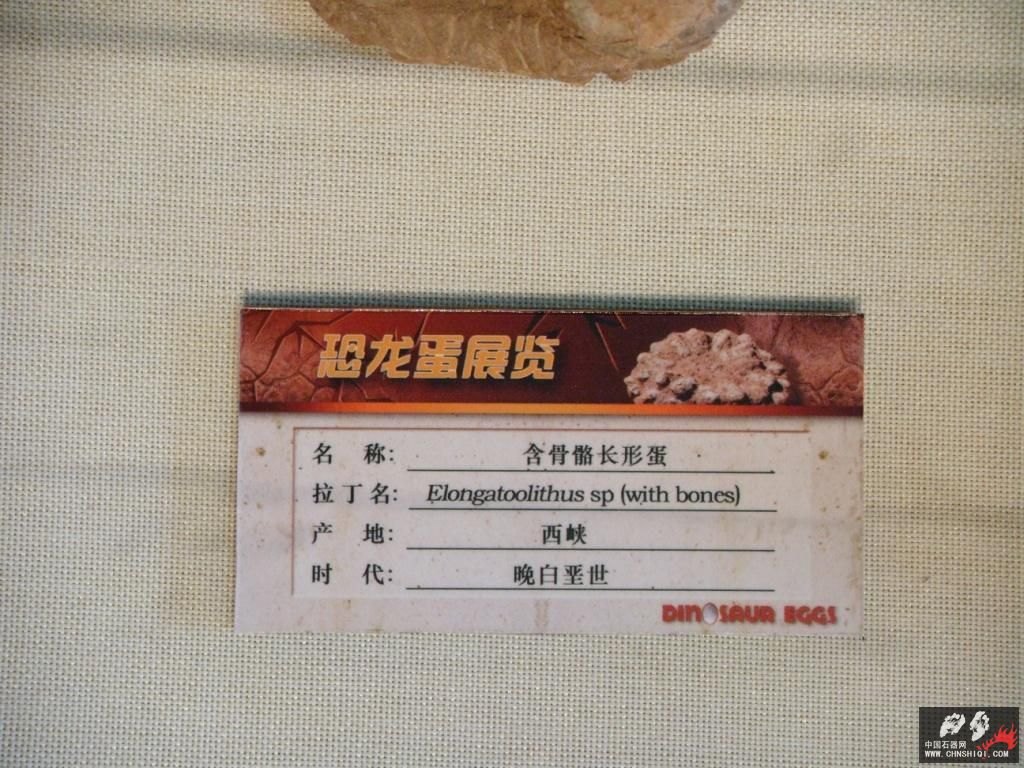 恐龙蛋展览
名 称: 含骨骼长形蛋
拉丁名: Elongatoolithus sp (with bones)
产 地: 西峡
时 代: 晚白垩世
DINOSAUR EGGS
中国石器网
WWW.CHNSHIQI.COM